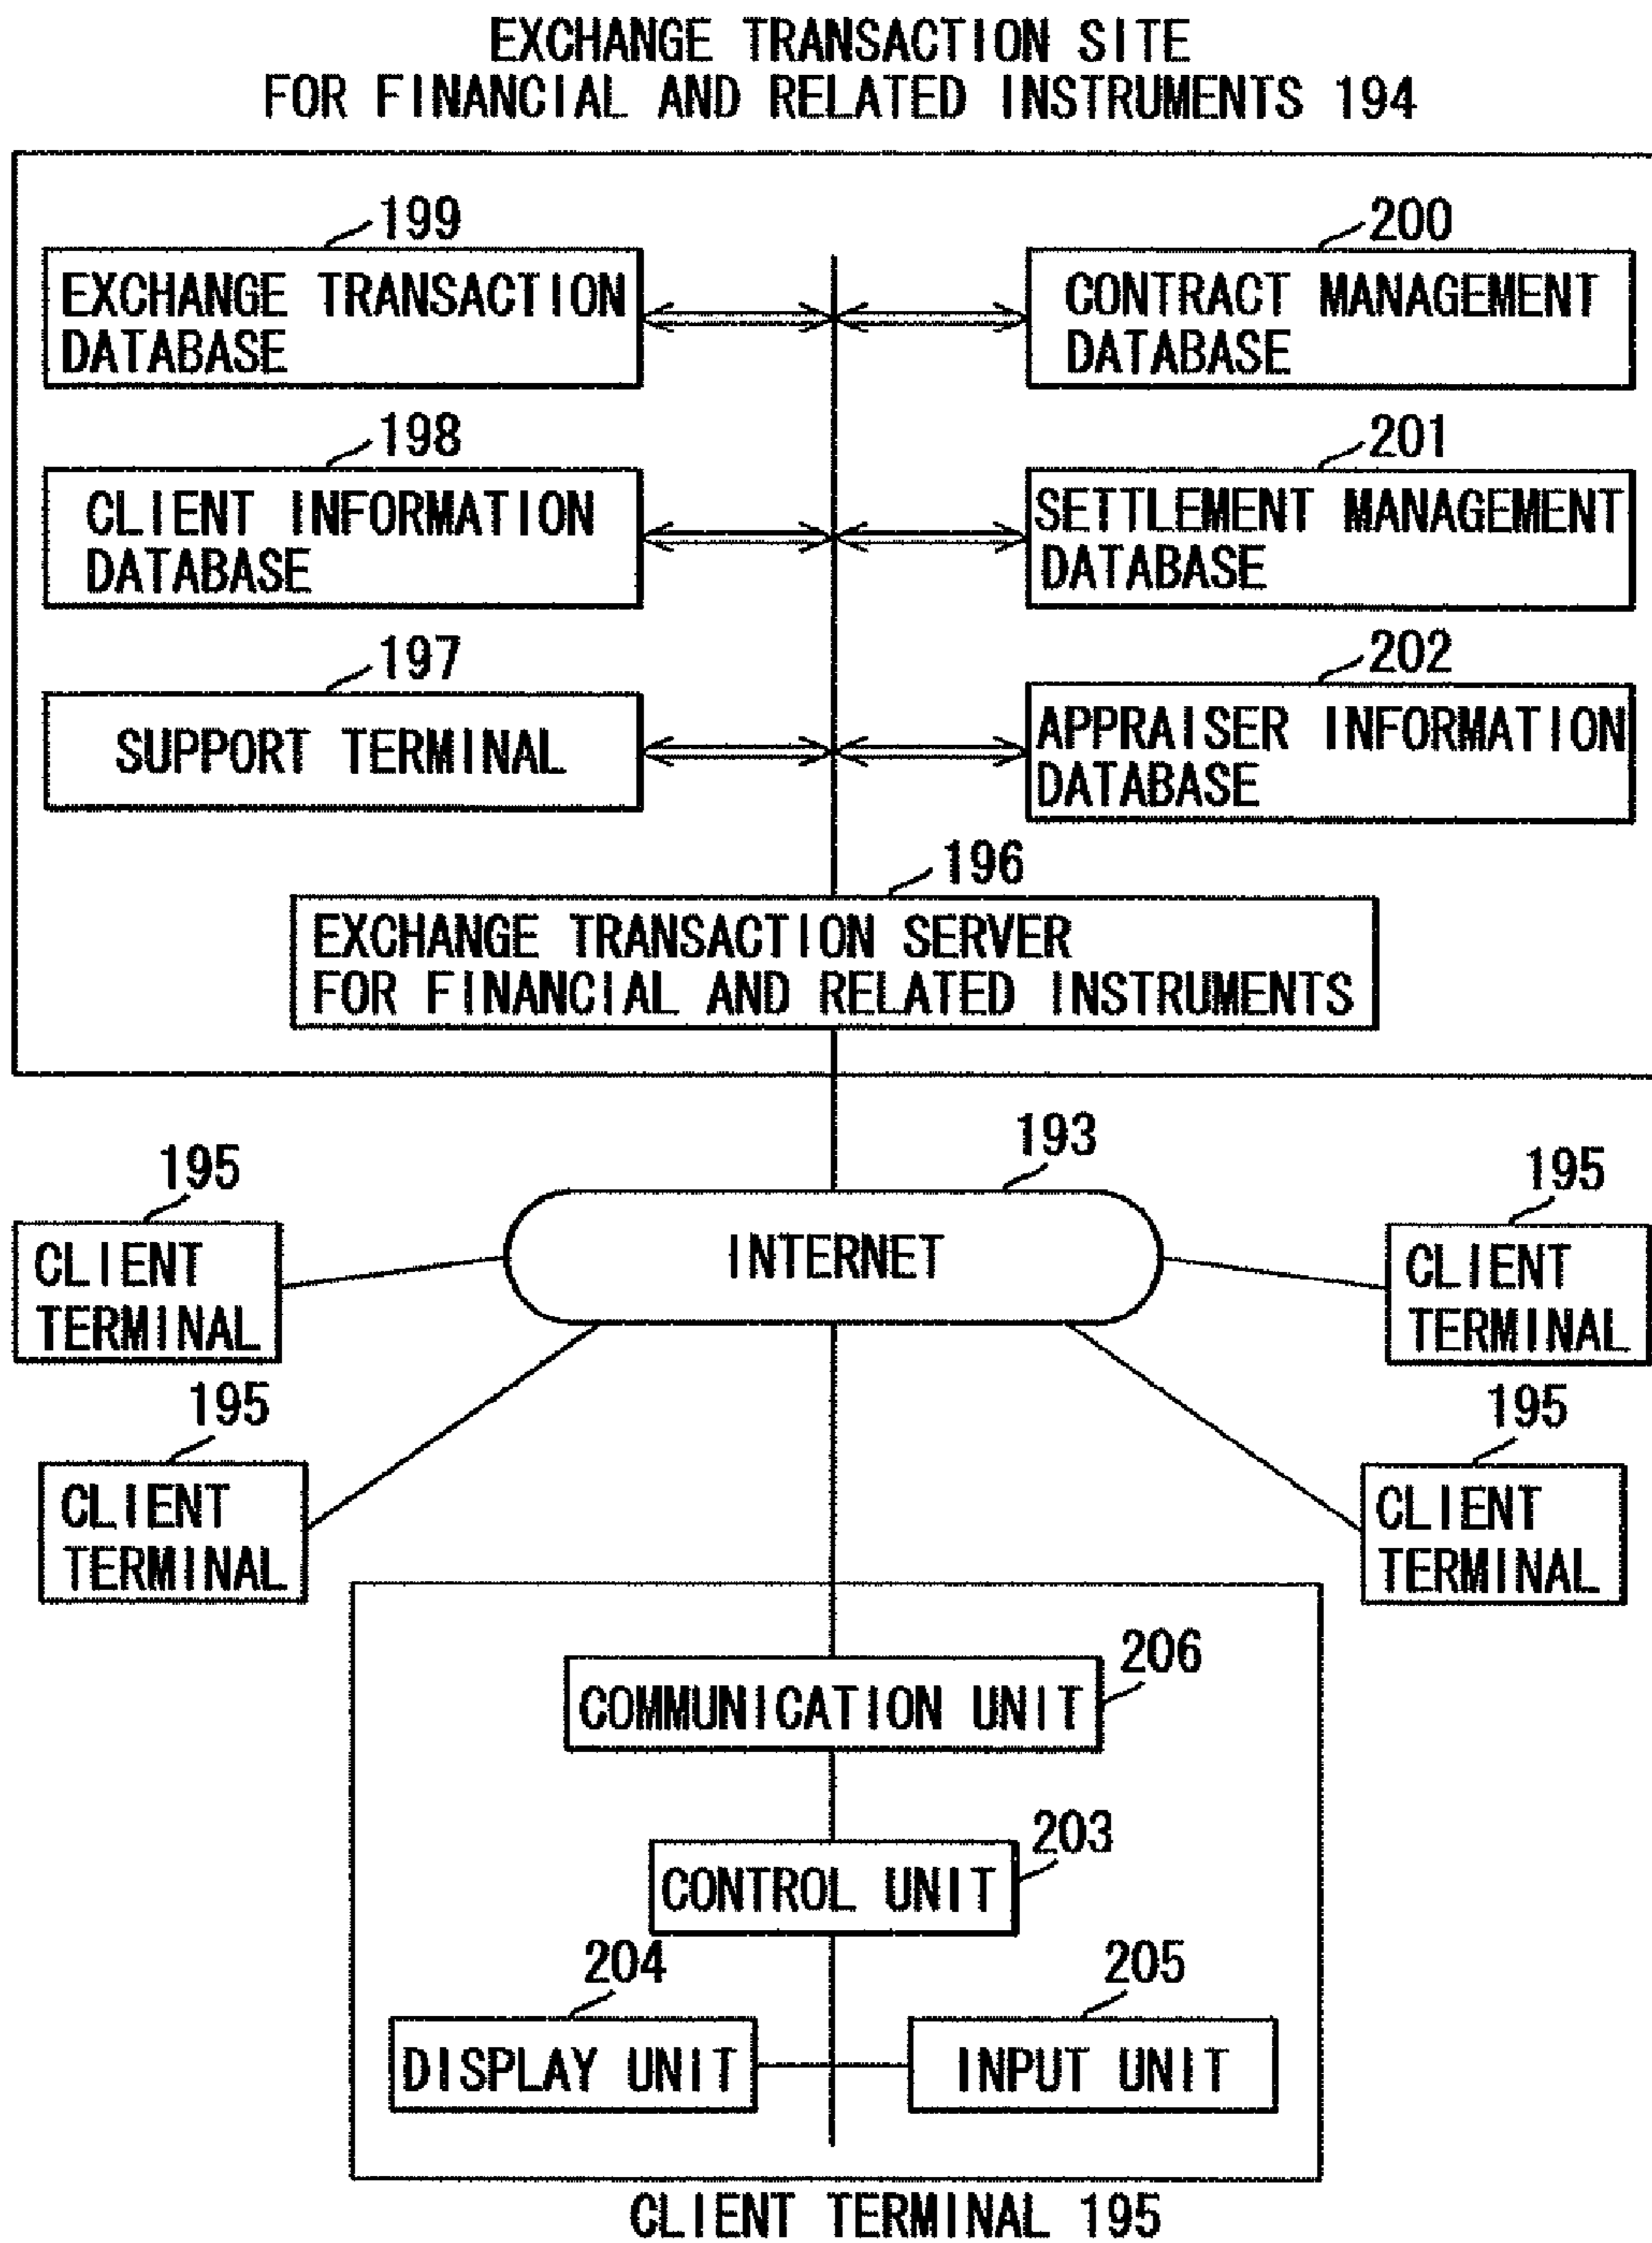 EXCHANGE TRANSACTION SITE
FOR FINANCIAL AND RELATED INSTRUMENTS 194
199
EXCHANGE TRANSACTION
DATABASE
200
CONTRACT MANAGEMENT
DATABASE
198
CLIENT INFORMATION
DATABASE
201
SETTLEMENT MANAGEMENT
DATABASE
197
SUPPORT TERMINAL
202
APPRAISER INFORMATION
DATABASE
196
EXCHANGE TRANSACTION SERVER
FOR FINANCIAL AND RELATED INSTRUMENTS
193
INTERNET
195
CLIENT
TERMINAL
195
CLIENT
TERMINAL
195
CLIENT
TERMINAL
195
CLIENT
TERMINAL
206
COMMUNICATION UNIT
203
CONTROL UNIT
204
DISPLAY UNIT
205
INPUT UNIT
CLIENT TERMINAL 195